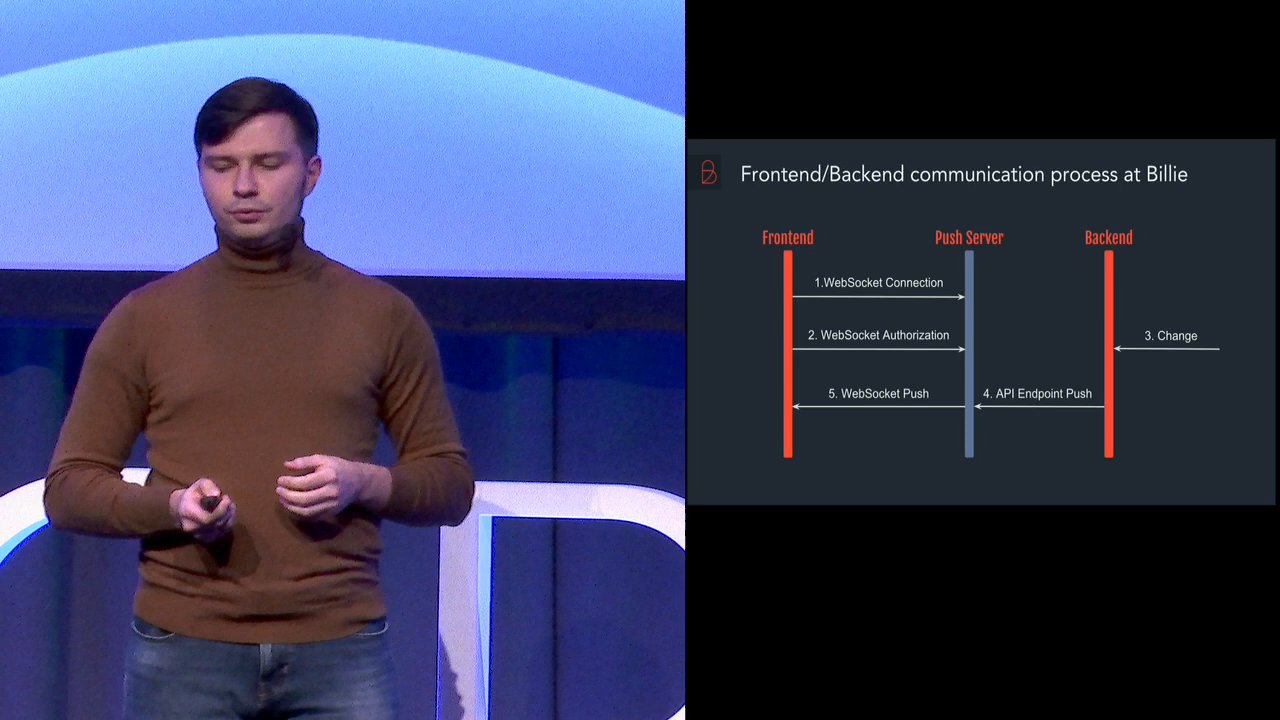 Frontend/Backend communication process at Billie
Frontend
Push Server
Backend
1.WebSocket Connection
2. WebSocket Authorization
3. Change
5. WebSocket Push
4. API Endpoint Push